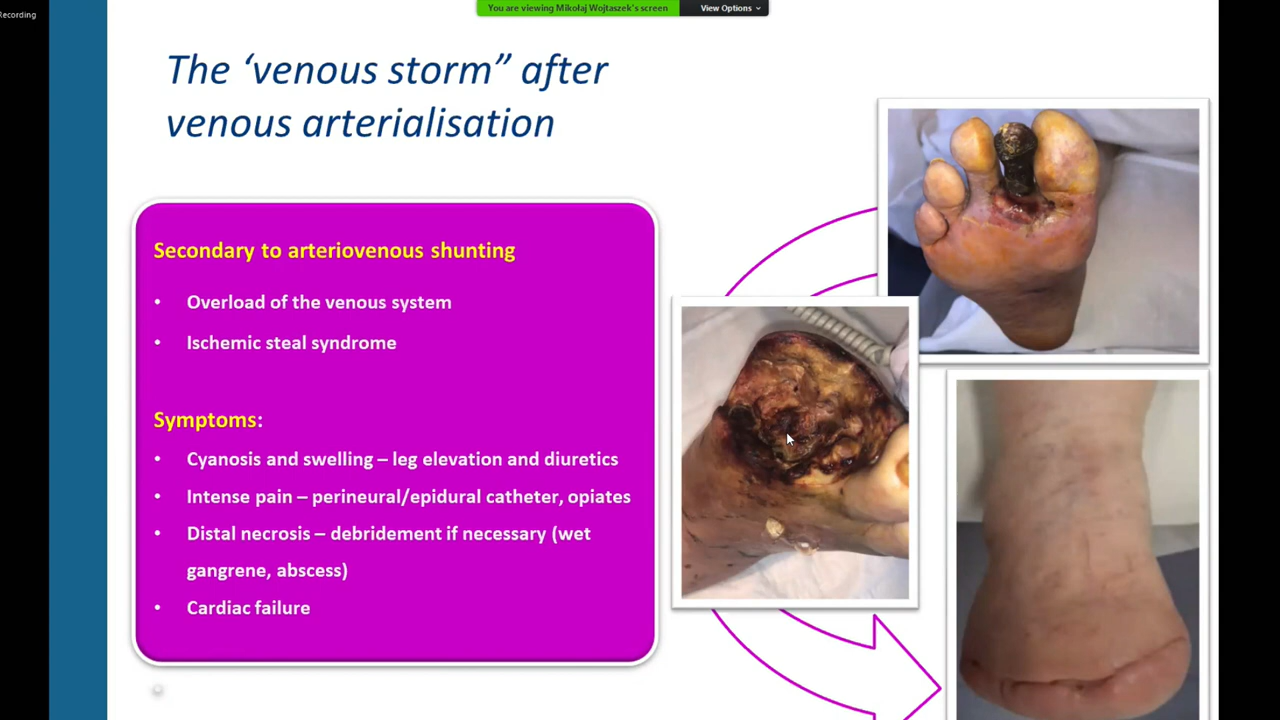 Recording
You are viewing Mikołaj Wojtaszek's screen
View Options
The ‘venous storm” after
venous arterialisation
Secondary to arteriovenous shunting
• Overload of the venous system
• Ischemic steal syndrome
Symptoms:
• Cyanosis and swelling – leg elevation and diuretics
• Intense pain – perineural/epidural catheter, opiates
• Distal necrosis – debridement if necessary (wet
gangrene, abscess)
• Cardiac failure